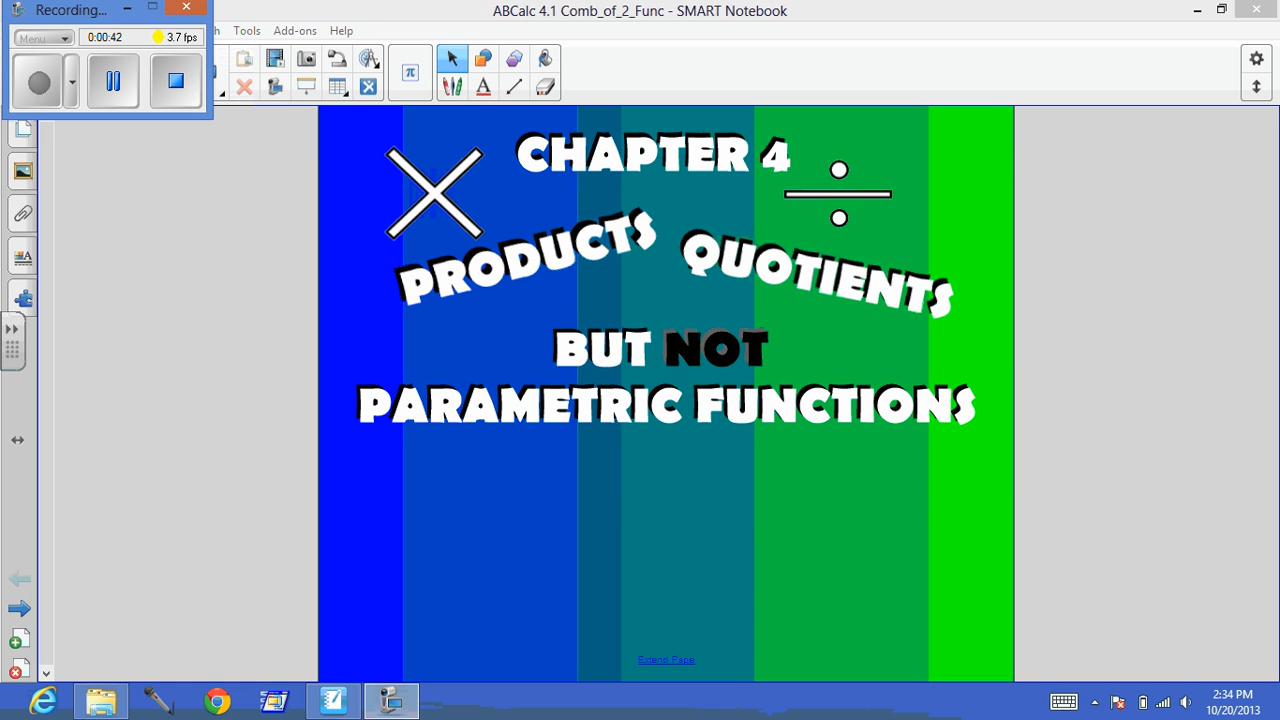 Recording...
ABCalc 4.1 Comb_of_2_Func - SMART Notebook
Menu
0:00:42
3.7 fps
h Tools Add-ons Help
π
A
CHAPTER 4
PRODUCTS QUOTIENTS
BUT NOT
PARAMETRIC FUNCTIONS
Extend Page
2:34 PM
10/20/2013